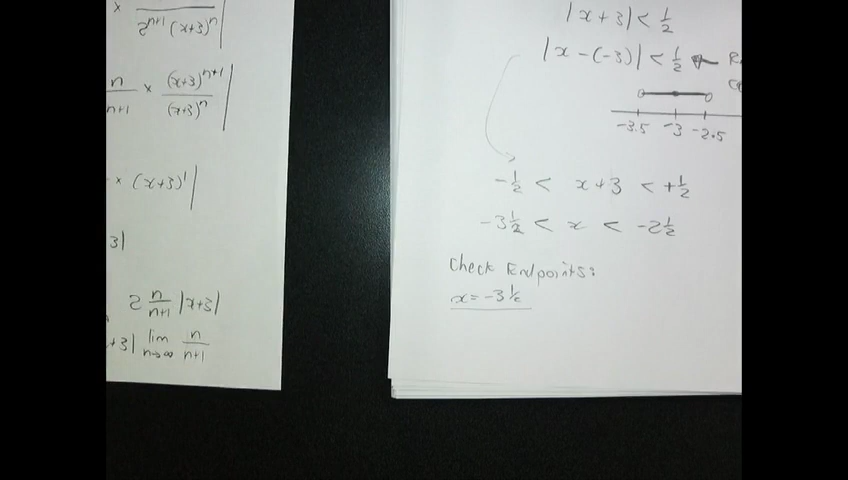 × / 2ⁿ⁺¹ (x+3)ⁿ |
n/n+1 × (x+3)ⁿ⁺¹/(x+3)ⁿ |
× (x+3)¹ |
3|
2 n/n+1 |x+3|
+3| lim n→∞ n/n+1
|x+3| < 1/2
|x-(-3)| < 1/2
-3.5 -3 -2.5
-1/2 < x+3 < +1/2
-3 1/2 < x < -2 1/2
Check Endpoints:
x = -3 1/2